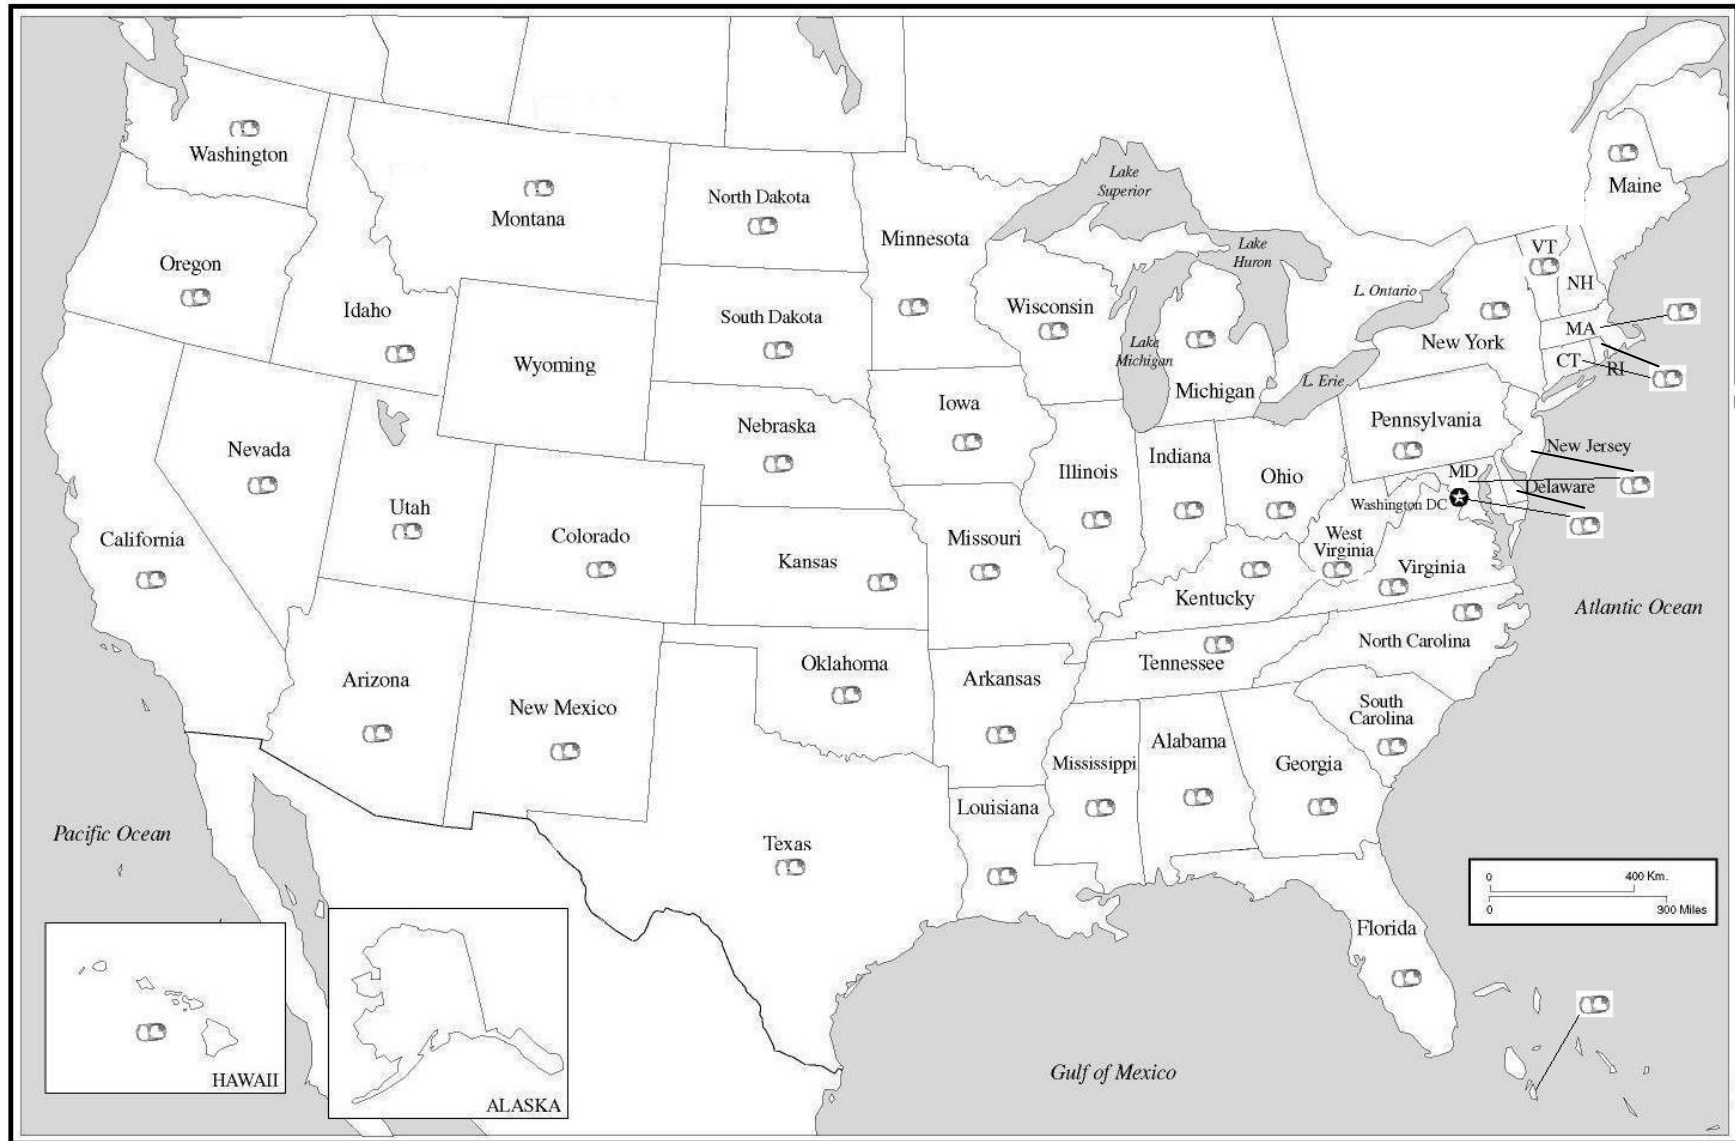 Washington
Montana
North Dakota
Minnesota
Lake
Superior
Maine
Oregon
Idaho
Wyoming
South Dakota
Wisconsin
Lake
Huron
L. Ontario
VT
NH
MA
New York
CT
RI
Lake
Michigan
Michigan
L. Erie
Nevada
Utah
Nebraska
Iowa
Illinois
Indiana
Ohio
Pennsylvania
New Jersey
MD
Delaware
Washington DC
California
Colorado
Kansas
Missouri
Kentucky
West
Virginia
Virginia
Atlantic Ocean
Arizona
New Mexico
Oklahoma
Arkansas
Tennessee
North Carolina
South
Carolina
Mississippi
Alabama
Georgia
Pacific Ocean
Texas
Louisiana
Florida
0 400 Km.
0 300 Miles
HAWAII
ALASKA
Gulf of Mexico